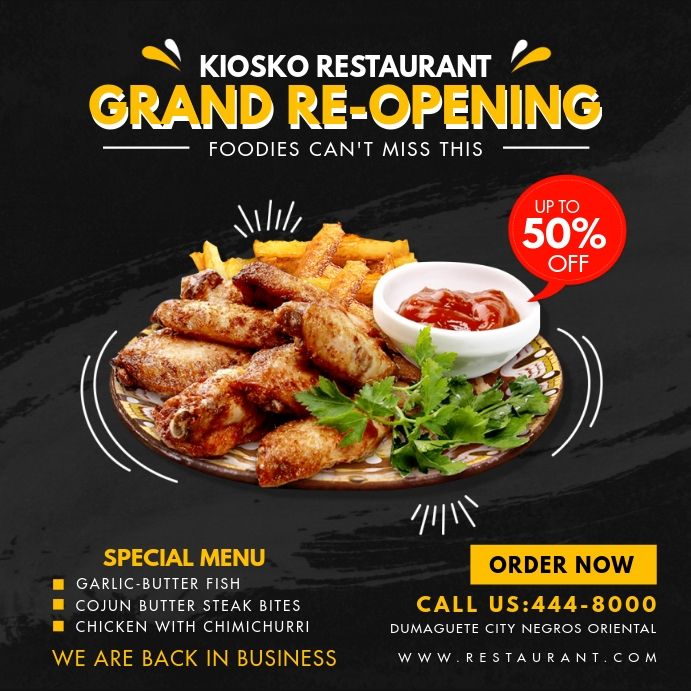 KIOSKO RESTAURANT
GRAND RE-OPENING
FOODIES CAN'T MISS THIS
UP TO
50%
OFF
SPECIAL MENU
GARLIC-BUTTER FISH
COJUN BUTTER STEAK BITES
CHICKEN WITH CHIMICHURRI
WE ARE BACK IN BUSINESS
ORDER NOW
CALL US:444-8000
DUMAGUETE CITY NEGROS ORIENTAL
WWW.RESTAURANT.COM